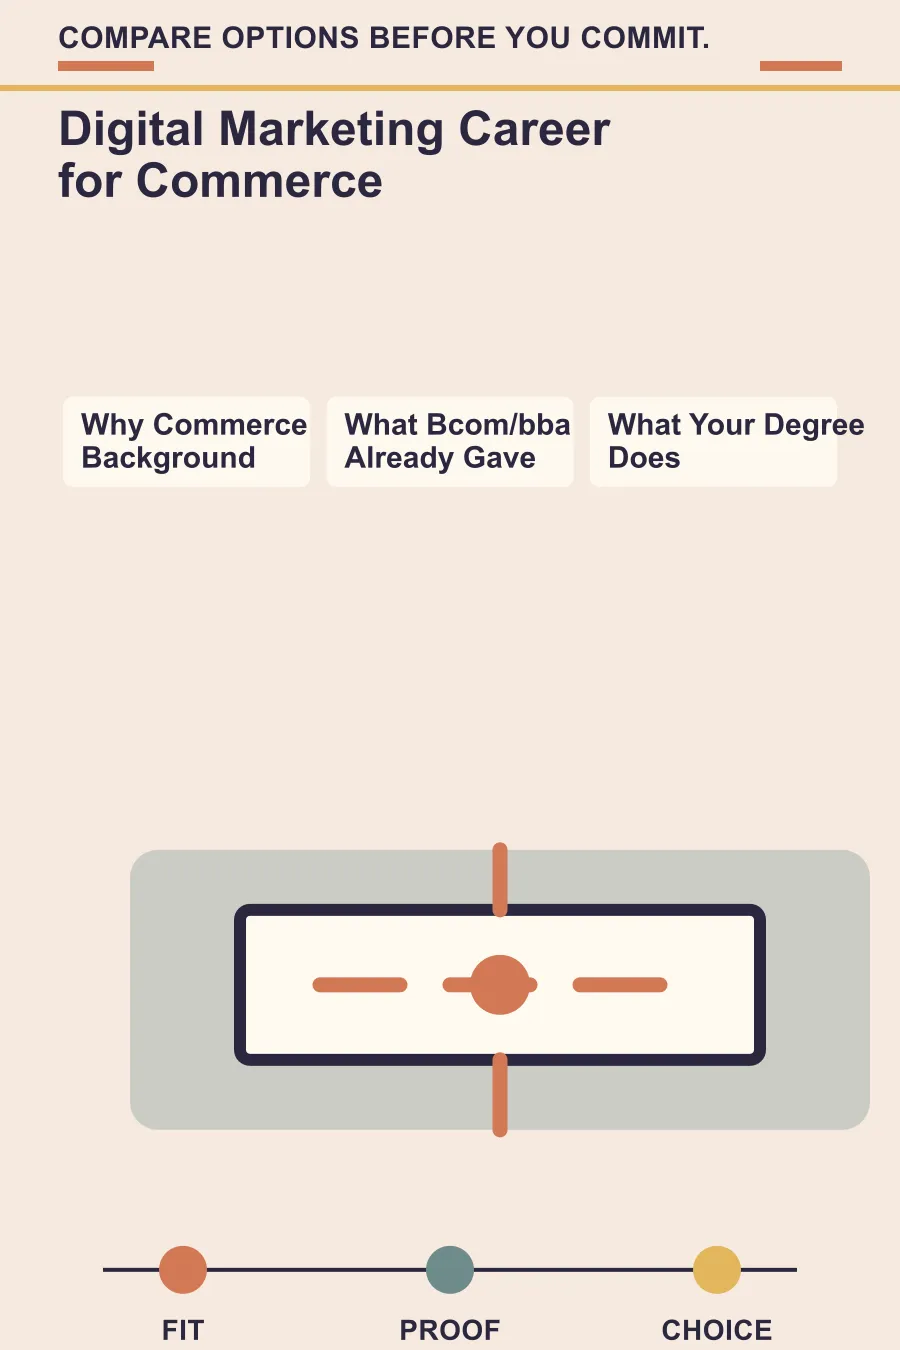 COMPARE OPTIONS BEFORE YOU COMMIT.
Digital Marketing Career
for Commerce
Why Commerce
Background
What Bcom/bba
Already Gave
What Your Degree
Does
FIT
PROOF
CHOICE